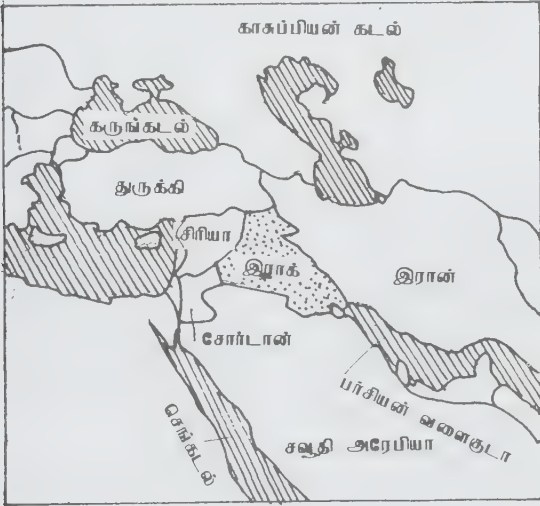 காசுப்பியன் கடல்
கருங்கடல்
துருக்கி
சிரியா
இராக்
இரான்
சோர்டான்
பர்சியன் வளைகுடா
செங்கடல்
சவூதி அரேபியா